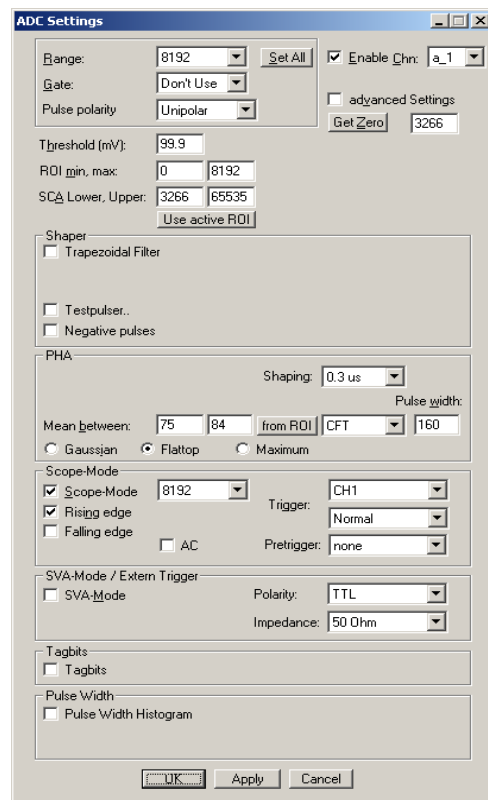 ADC Settings
Range: 8192 Set All
Enable Chn: a_1
Gate: Don't Use
advanced Settings
Pulse polarity Unipolar
Get Zero 3266
Threshold (mV): 99.9
ROI min, max: 0 8192
SCA Lower, Upper: 3266 65535
Use active ROI
Shaper
Trapezoidal Filter
Testpulser..
Negative pulses
PHA
Shaping: 0.3 us
Pulse width:
Mean between: 75 84 from ROI CFT 160
Gaussian Flattop Maximum
Scope-Mode
Scope-Mode 8192 Trigger: CH1
Rising edge Normal
Falling edge
AC Pretrigger: none
SVA-Mode / Extern Trigger
SVA-Mode Polarity: TTL
Impedance: 50 Ohm
Tagbits
Tagbits
Pulse Width
Pulse Width Histogram
OK Apply Cancel